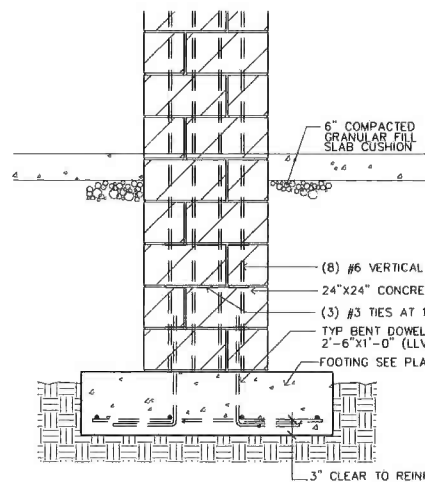 6" COMPACTED
GRANULAR FILL
SLAB CUSHION
(8) #6 VERTICAL
24"X24" CONCRE
(3) #3 TIES AT 1
TYP BENT DOWEL
2'-6"X1'-0" (LLV
FOOTING SEE PLA
3" CLEAR TO REIN